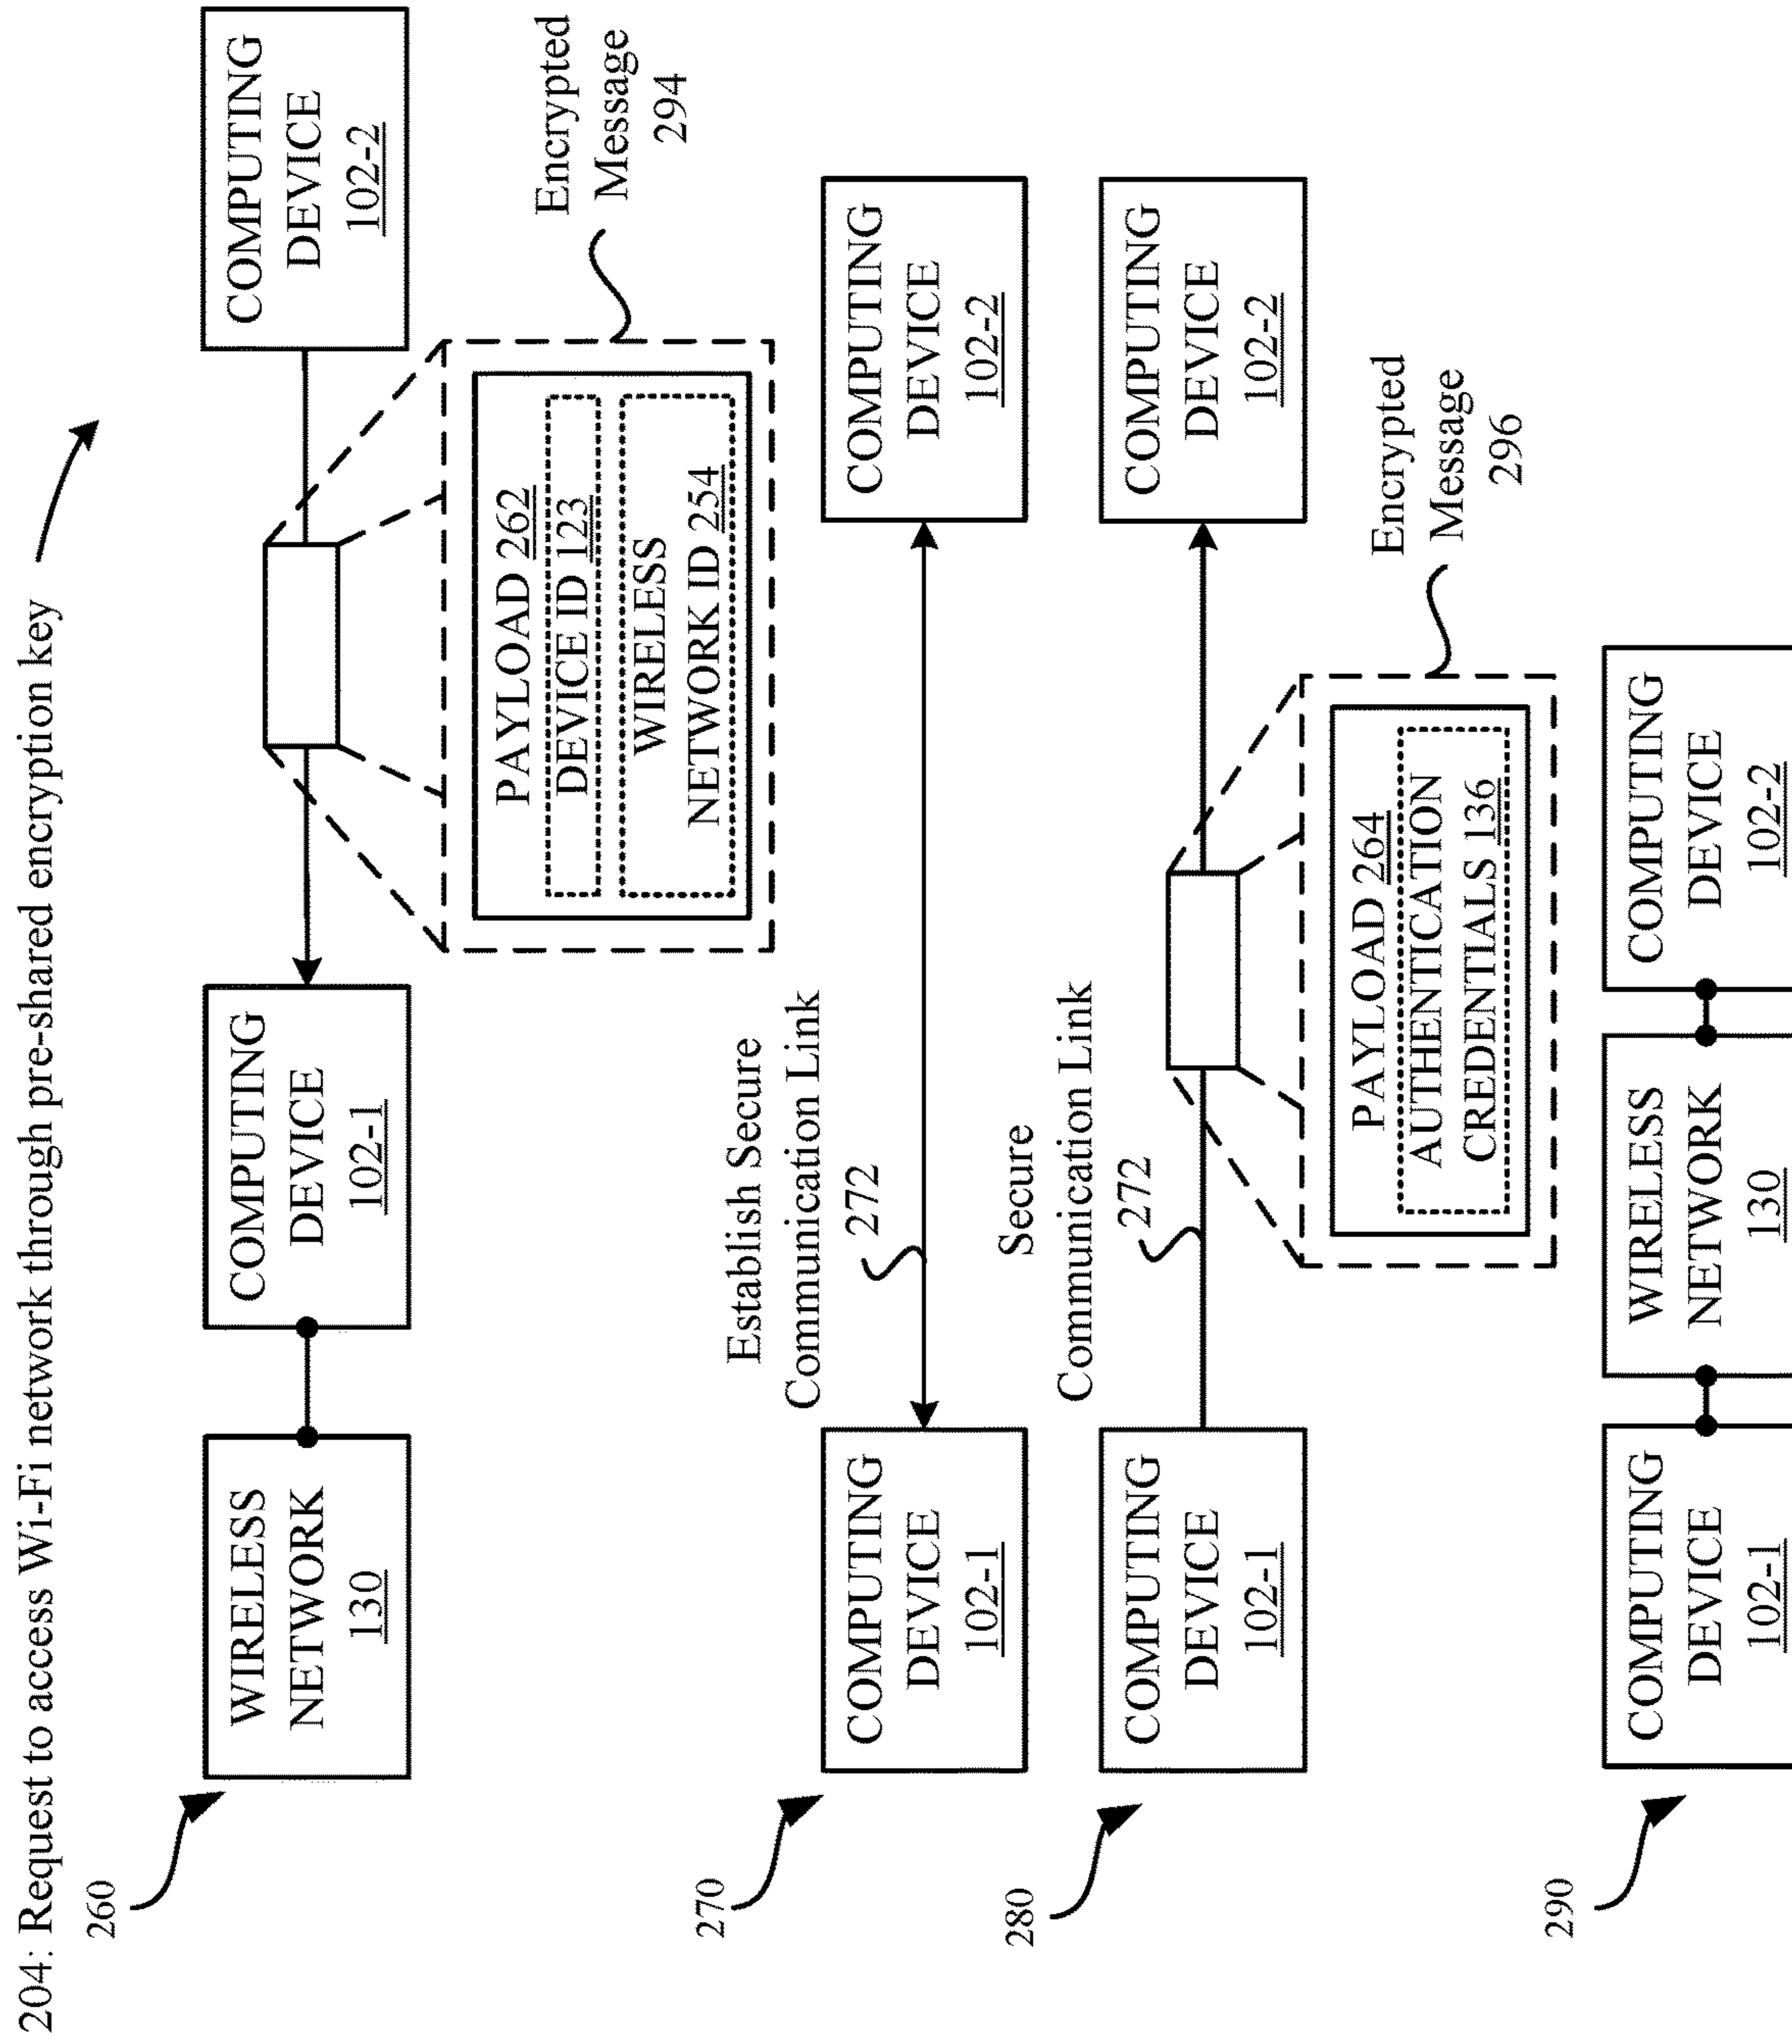 204: Request to access Wi-Fi network through pre-shared encryption key
260
WIRELESS
NETWORK
130
COMPUTING
DEVICE
102-1
COMPUTING
DEVICE
102-2
PAYLOAD 262
DEVICE ID 123
WIRELESS
NETWORK ID 254
Encrypted
Message
294
270
Establish Secure
Communication Link
272
COMPUTING
DEVICE
102-1
COMPUTING
DEVICE
102-2
280
Secure
Communication Link
272
COMPUTING
DEVICE
102-1
COMPUTING
DEVICE
102-2
PAYLOAD 264
AUTHENTICATION
CREDENTIALS 136
Encrypted
Message
296
290
COMPUTING
DEVICE
102-1
WIRELESS
NETWORK
130
COMPUTING
DEVICE
102-2